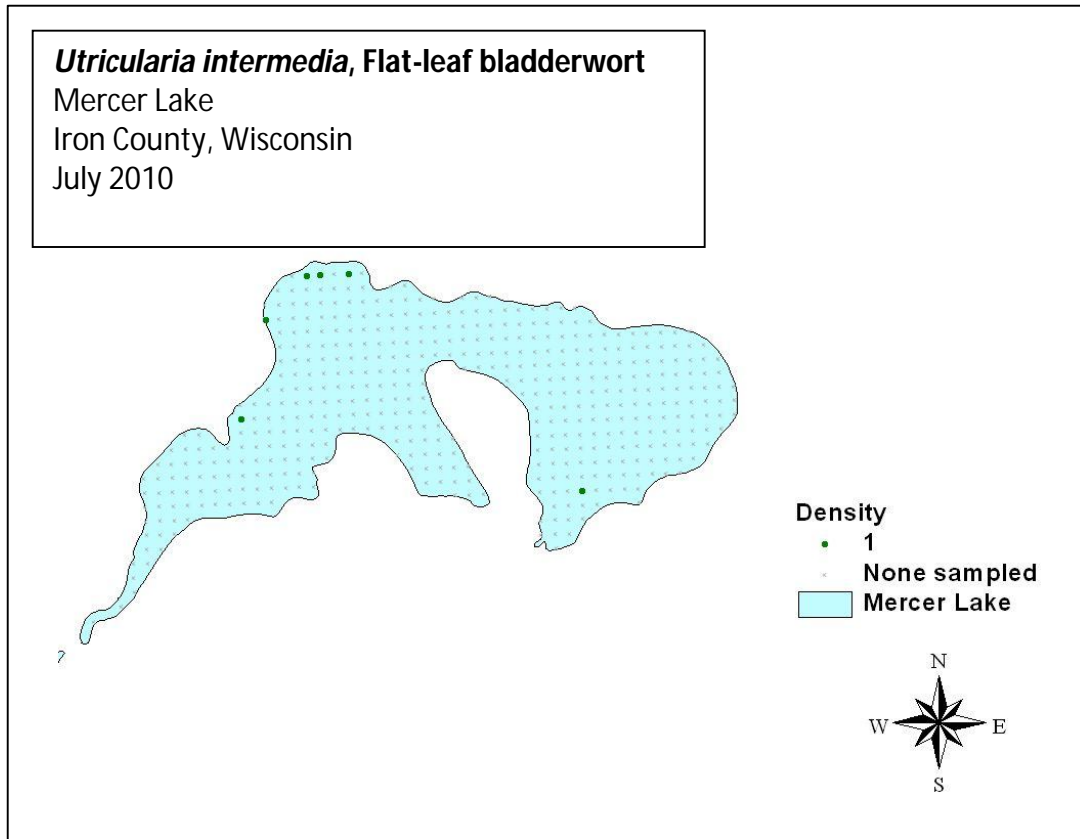 Utricularia intermedia, Flat-leaf bladderwort
Mercer Lake
Iron County, Wisconsin
July 2010
Density
1
None sampled
Mercer Lake
N
W E
S